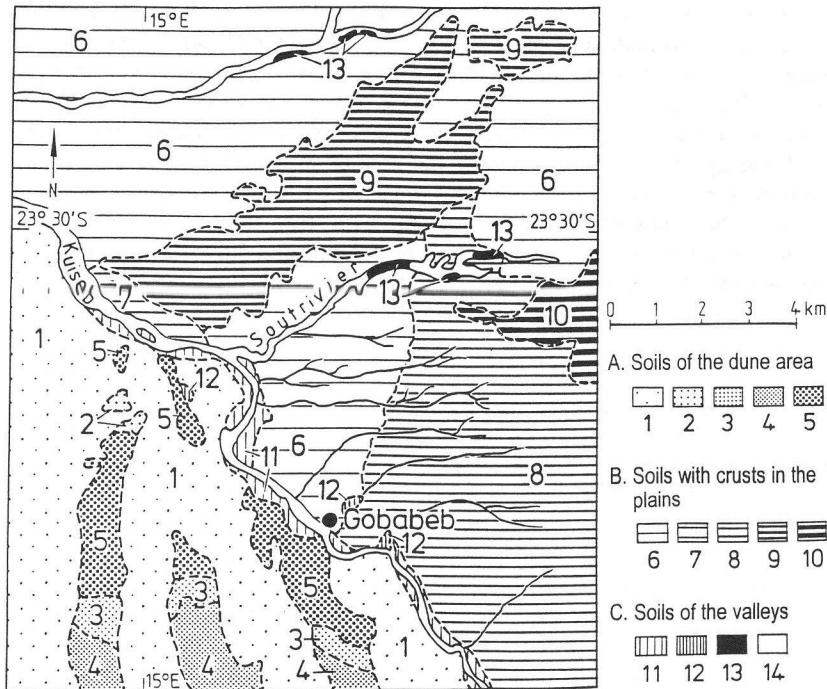 15°E
6
9
13
6
N
9
6
23°30'S
23°30'S
13
Kuiseb
7
Soutrivier
13
10
1
5
12
2
5
11
6
1
8
12
Gobabeb
12
5
5
3
3
3
1
4
4
4
15°E
0 1 2 3 4 km
A. Soils of the dune area
1 2 3 4 5
B. Soils with crusts in the
plains
6 7 8 9 10
C. Soils of the valleys
11 12 13 14